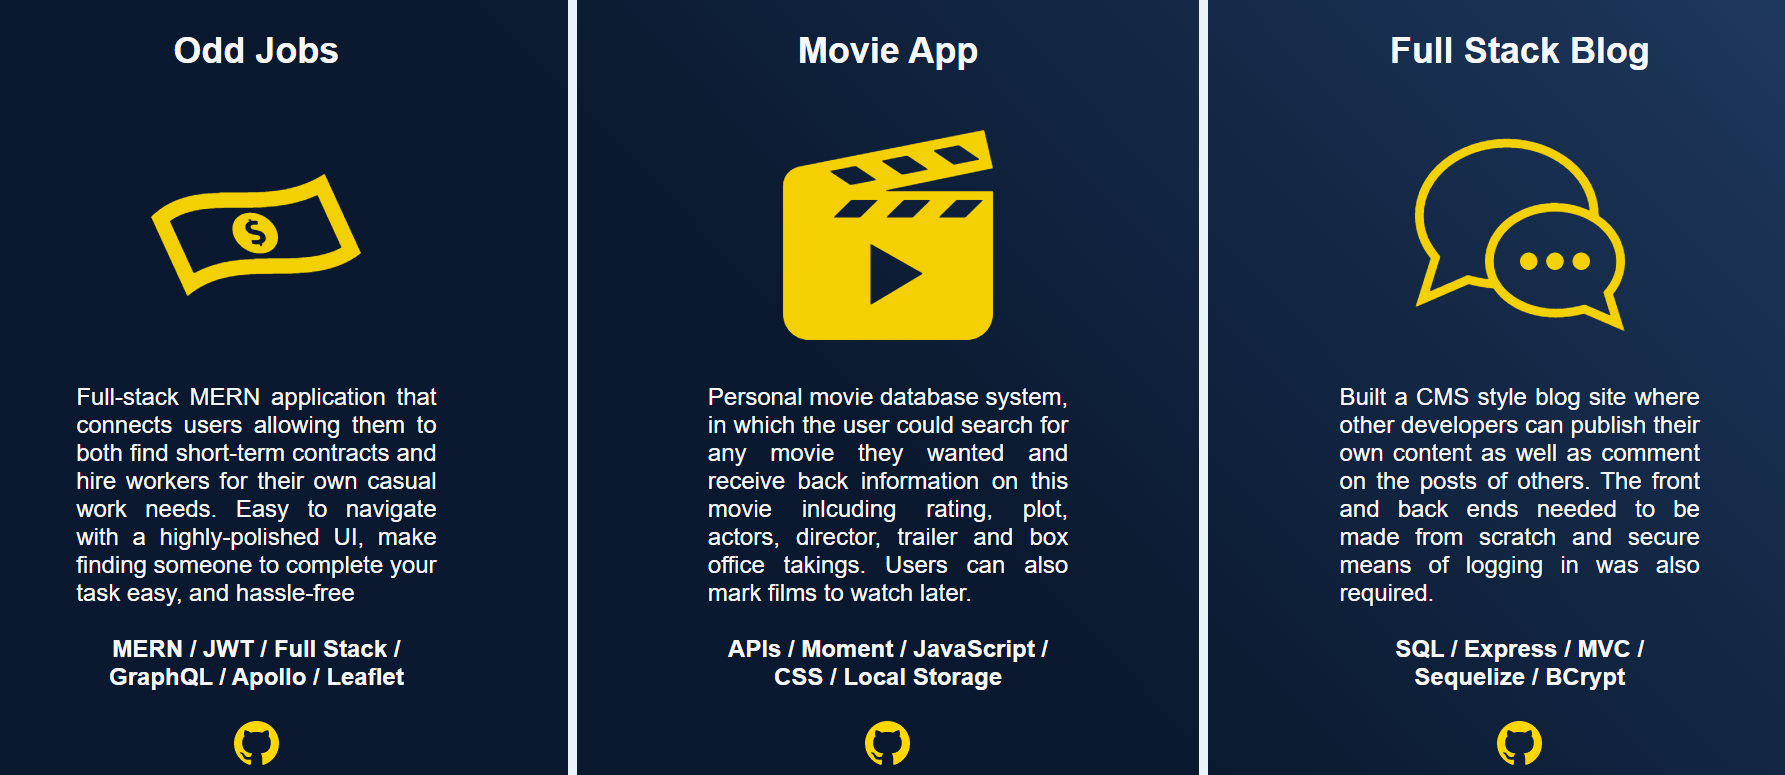 Odd Jobs
$
Full-stack MERN application that
connects users allowing them to
both find short-term contracts and
hire workers for their own casual
work needs. Easy to navigate
with a highly-polished UI, make
finding someone to complete your
task easy, and hassle-free
MERN / JWT / Full Stack /
GraphQL / Apollo / Leaflet
Movie App
Personal movie database system,
in which the user could search for
any movie they wanted and
receive back information on this
movie inlcuding rating, plot,
actors, director, trailer and box
office takings. Users can also
mark films to watch later.
APIs / Moment / JavaScript /
CSS / Local Storage
Full Stack Blog
Built a CMS style blog site where
other developers can publish their
own content as well as comment
on the posts of others. The front
and back ends needed to be
made from scratch and secure
means of logging in was also
required.
SQL / Express / MVC /
Sequelize / BCrypt